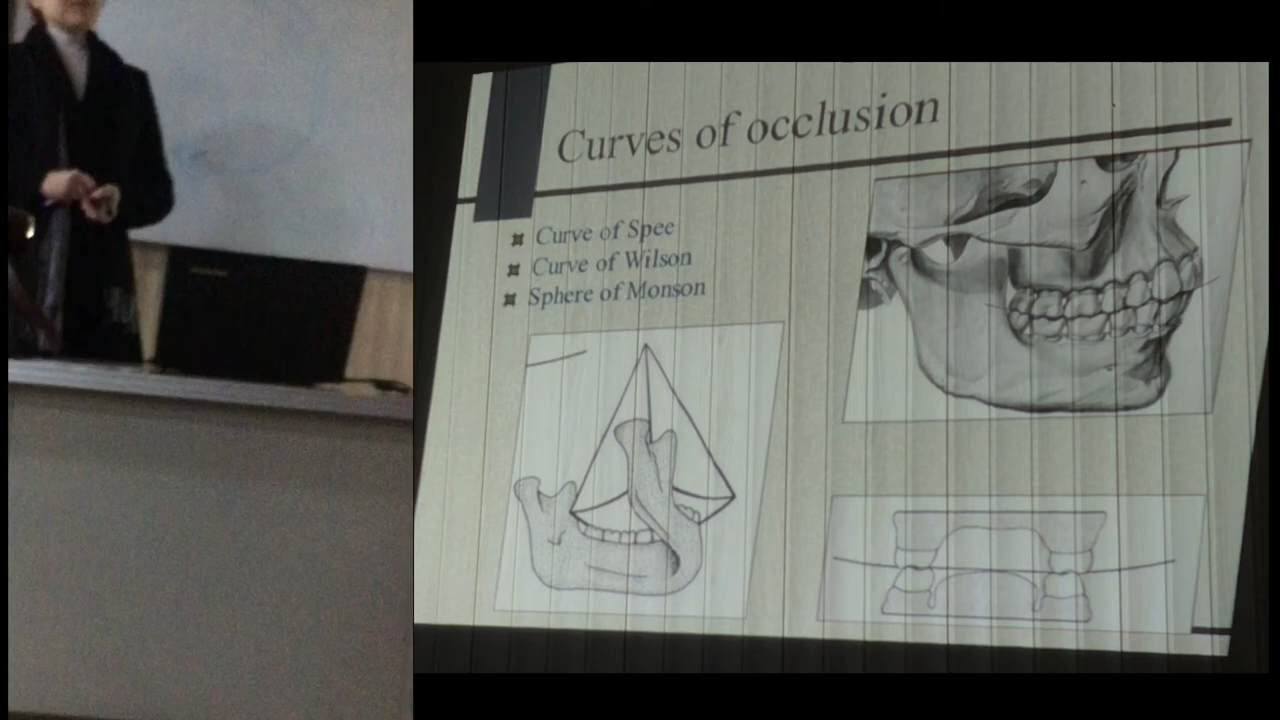 Curves of occlusion
Curve of Spee
Curve of Wilson
Sphere of Monson